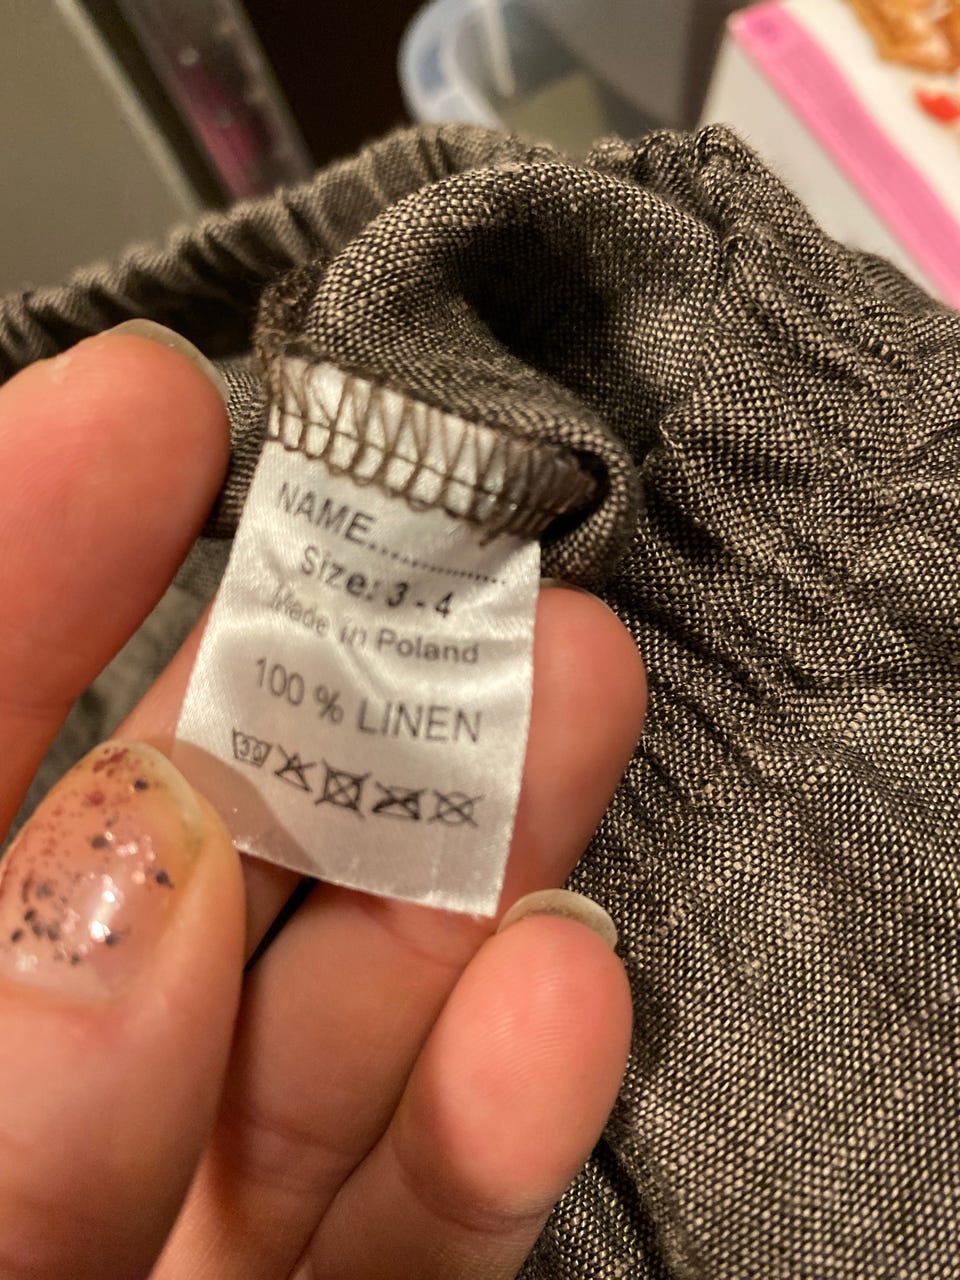 NAME....................
Size: 3 - 4
Made in Poland
100 % LINEN
30